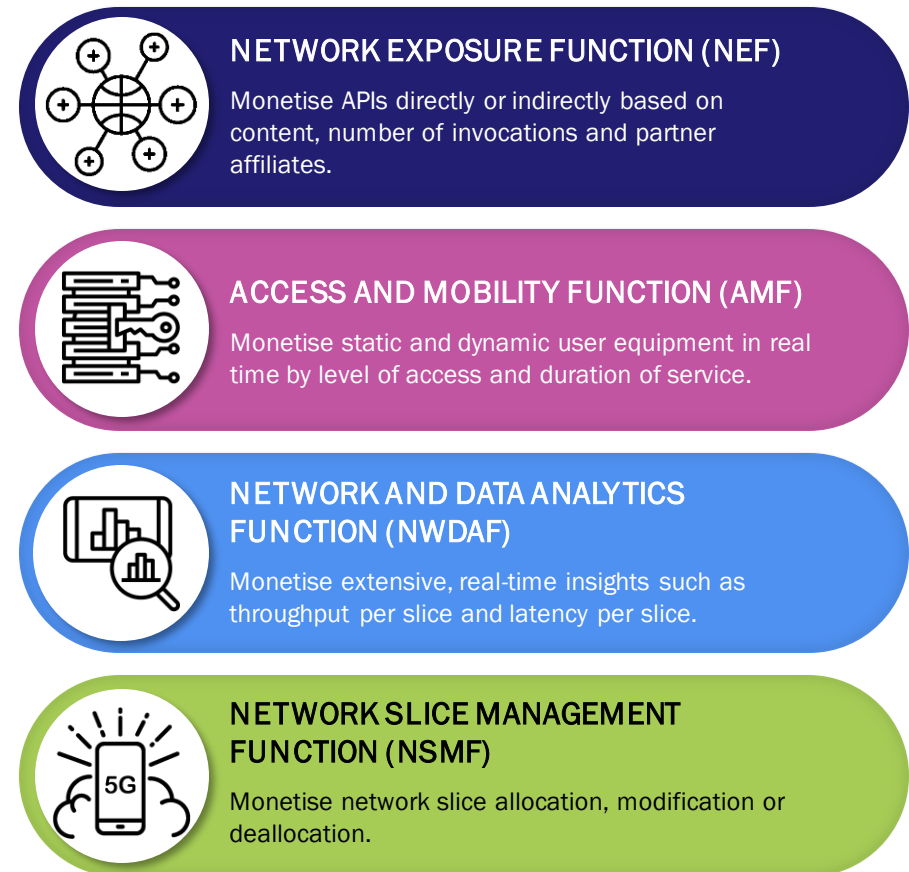 NETWORK EXPOSURE FUNCTION (NEF)
Monetise APIs directly or indirectly based on
content, number of invocations and partner
affiliates.
ACCESS AND MOBILITY FUNCTION (AMF)
Monetise static and dynamic user equipment in real
time by level of access and duration of service.
NETWORK AND DATA ANALYTICS
FUNCTION (NWDAF)
Monetise extensive, real-time insights such as
throughput per slice and latency per slice.
NETWORK SLICE MANAGEMENT
FUNCTION (NSMF)
5G
Monetise network slice allocation, modification or
deallocation.